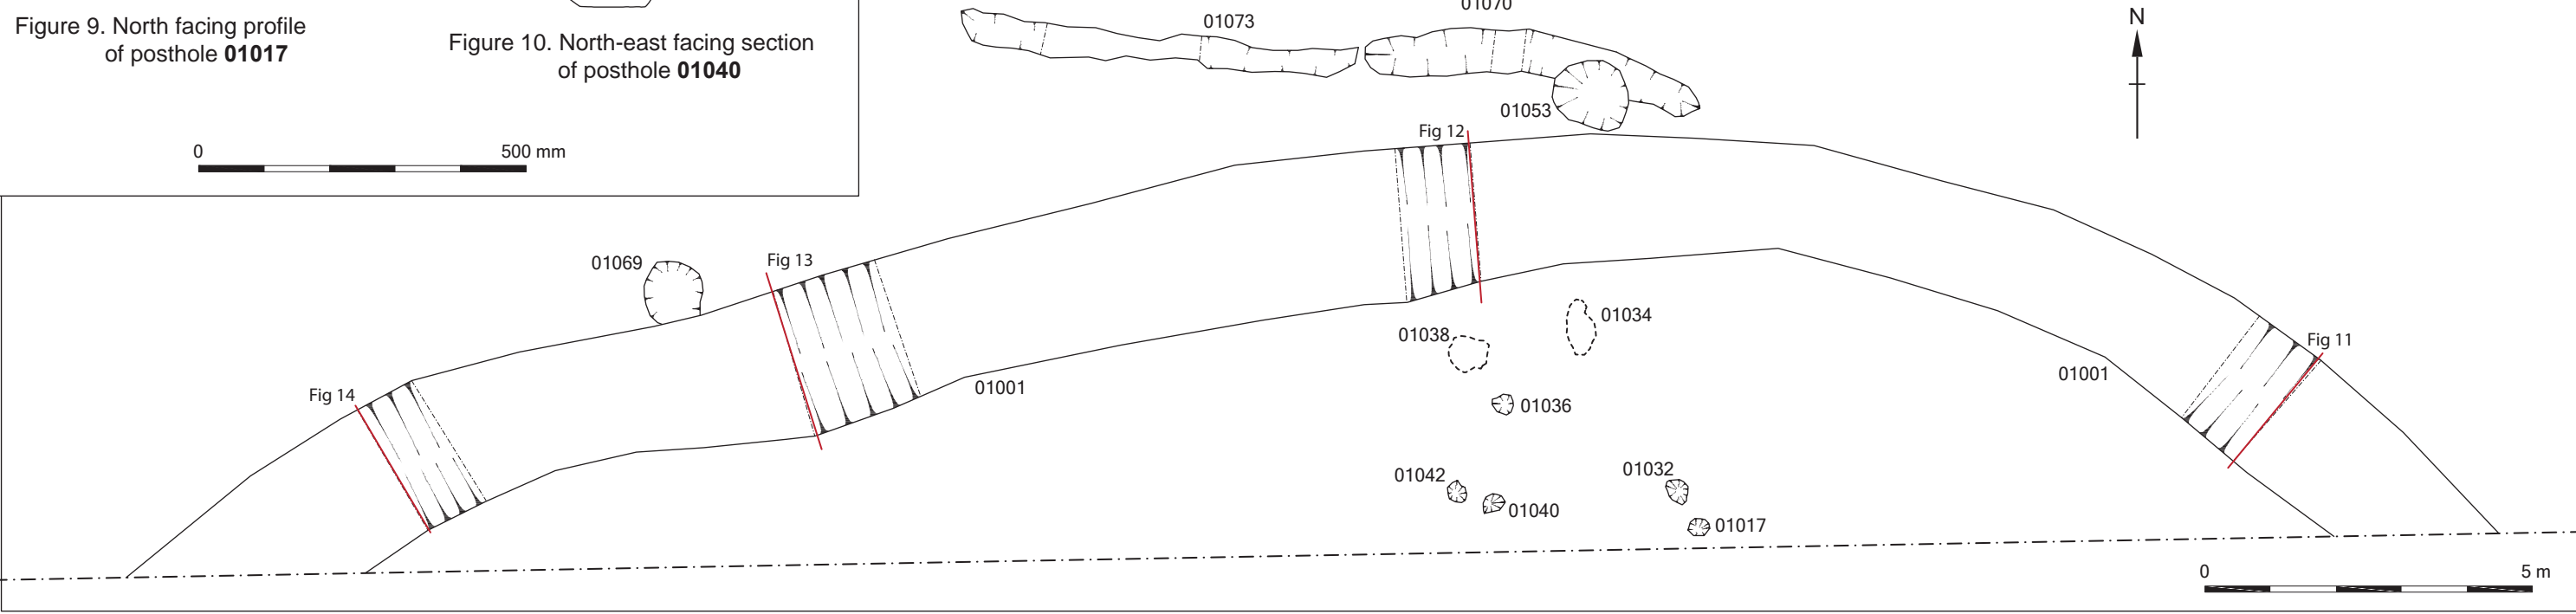 Figure 9. North facing profile
of posthole 01017
Figure 10. North-east facing section
of posthole 01040
0
500 mm
01073
01070
N
01053
Fig 12
01069
Fig 13
01034
01038
Fig 11
01001
01001
Fig 14
01036
01042
01032
01040
01017
0
5 m